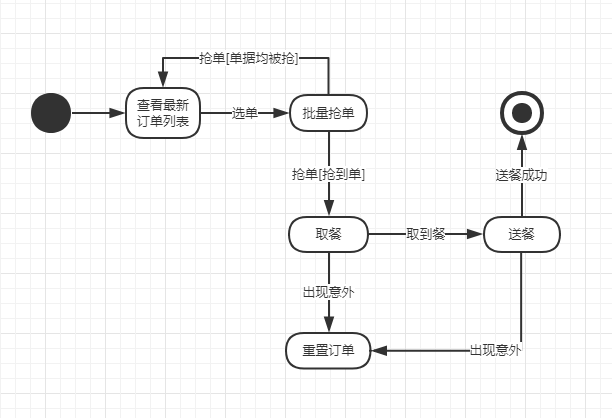 抢单[单据均被抢]
查看最新
订单列表
选单
批量抢单
抢单[抢到单]
送餐成功
取餐
取到餐
送餐
出现意外
重置订单
出现意外